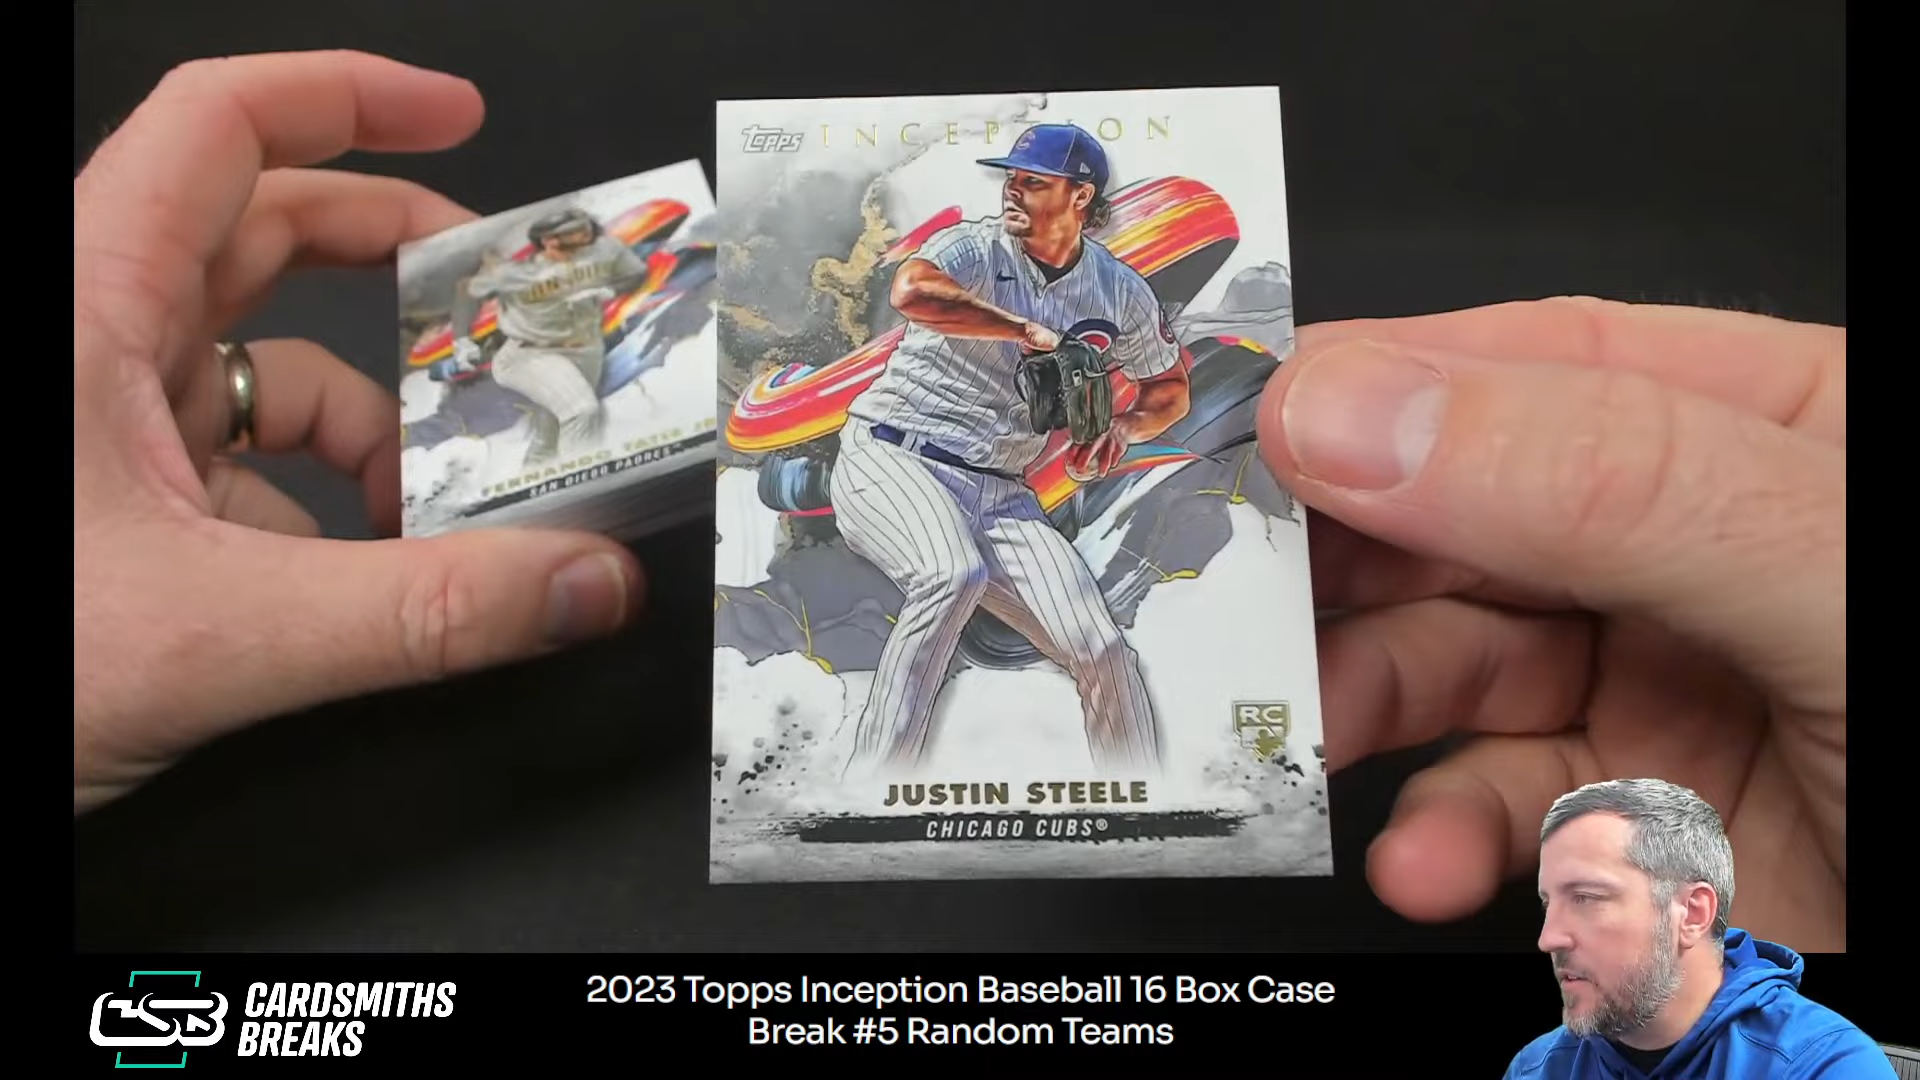 Topps INCEPTION
RC
JUSTIN STEELE
CHICAGO CUBS®
FERNANDO TATIS JR
SAN DIEGO PADRES
CSB CARDSMITHS
BREAKS
2023 Topps Inception Baseball 16 Box Case
Break #5 Random Teams